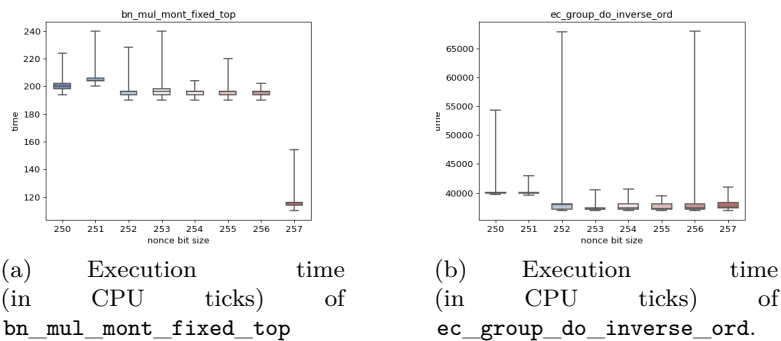 bn_mul_mont_fixed_top
240
220
200
180
160
140
120
time
250 251 252 253 254 255 256 257
nonce bit size
ec_group_do_inverse_ord
65000
60000
55000
50000
45000
40000
250 251 252 253 254 255 256 257
nonce bit size
(a) Execution time
(in CPU ticks) of
bn_mul_mont_fixed_top
(b) Execution time
(in CPU ticks) of
ec_group_do_inverse_ord.